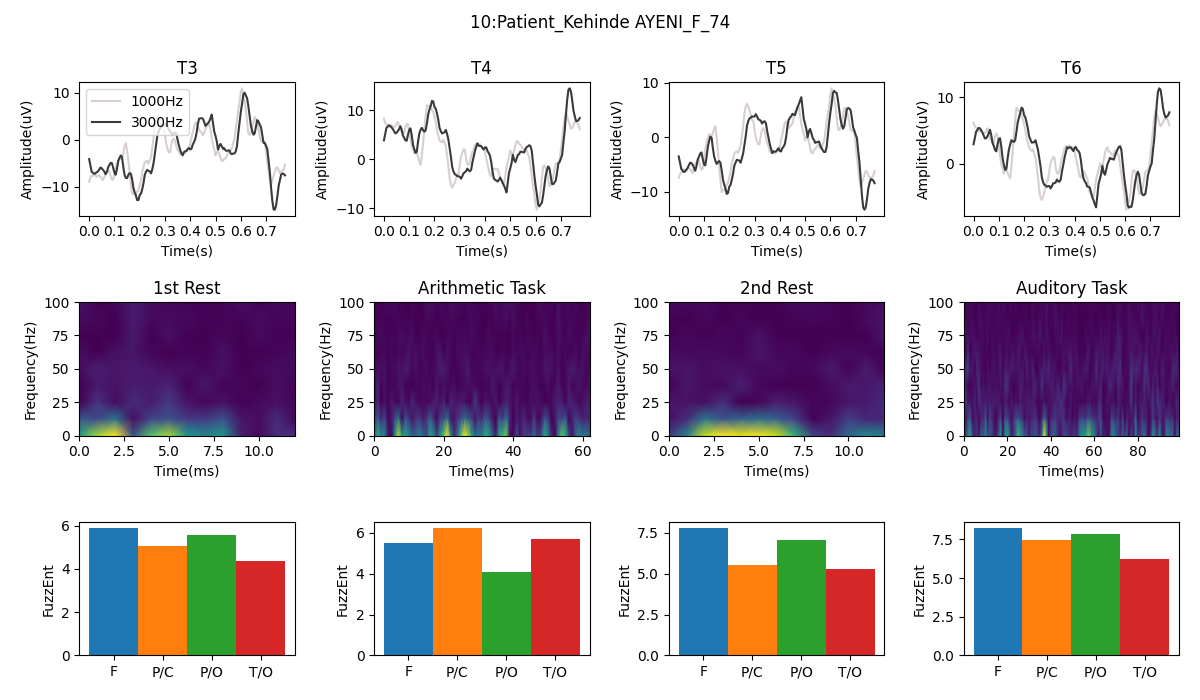 10:Patient_Kehinde AYENI_F_74
T3
T4
T5
T6
Amplitude(uV)
10
0
−10
1000Hz
3000Hz
0.0 0.1 0.2 0.3 0.4 0.5 0.6 0.7
Time(s)
Amplitude(uV)
10
0
−10
0.0 0.1 0.2 0.3 0.4 0.5 0.6 0.7
Time(s)
Amplitude(uV)
10
0
−10
0.0 0.1 0.2 0.3 0.4 0.5 0.6 0.7
Time(s)
Amplitude(uV)
10
0
0.0 0.1 0.2 0.3 0.4 0.5 0.6 0.7
Time(s)
1st Rest
Arithmetic Task
2nd Rest
Auditory Task
Frequency(Hz)
100
75
50
25
0
0.0 2.5 5.0 7.5 10.0
Time(ms)
Frequency(Hz)
100
75
50
25
0
0 20 40 60
Time(ms)
Frequency(Hz)
100
75
50
25
0
0.0 2.5 5.0 7.5 10.0
Time(ms)
Frequency(Hz)
100
75
50
25
0
0 20 40 60 80
Time(ms)
FuzzEnt
6
4
2
0
F P/C P/O T/O
FuzzEnt
6
4
2
0
F P/C P/O T/O
FuzzEnt
7.5
5.0
2.5
0.0
F P/C P/O T/O
FuzzEnt
7.5
5.0
2.5
0.0
F P/C P/O T/O